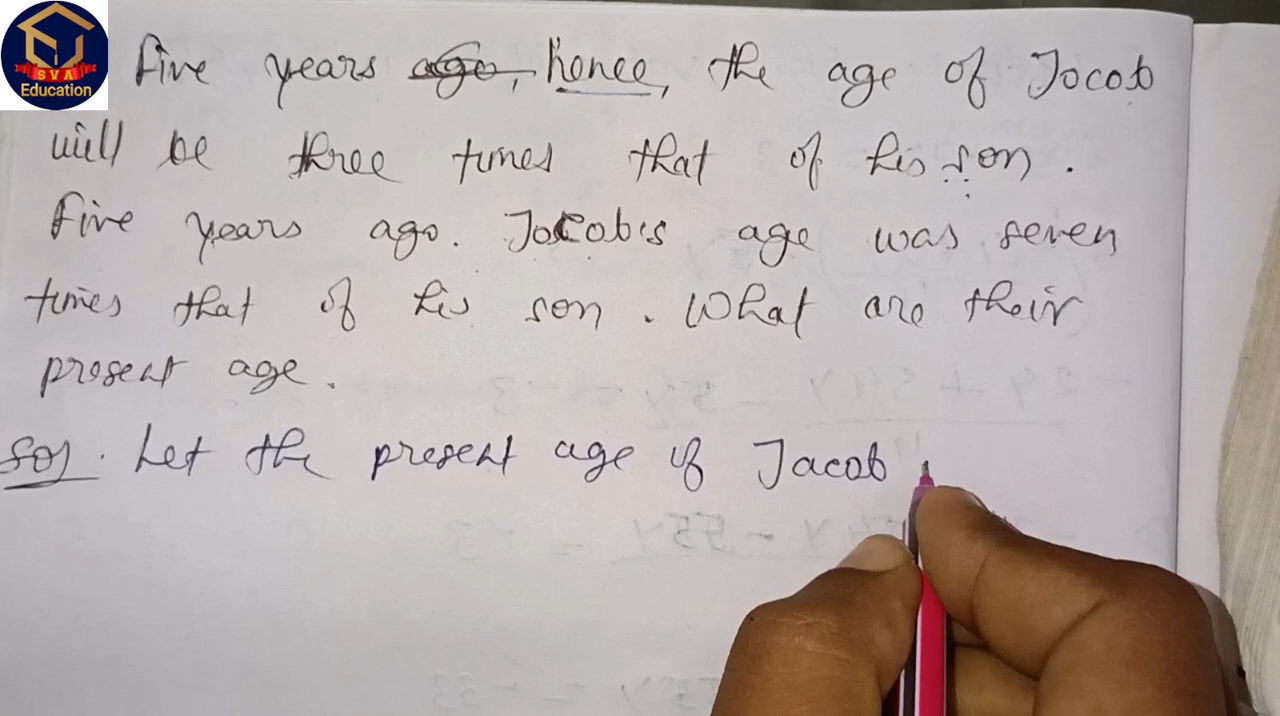 SVA
Education
Five years ago, hence, the age of Jocob
will be three times that of his son.
Five years ago. Jocob's age was seven
times that of his son. What are their
present age.
Sol. Let the present age of Jacob